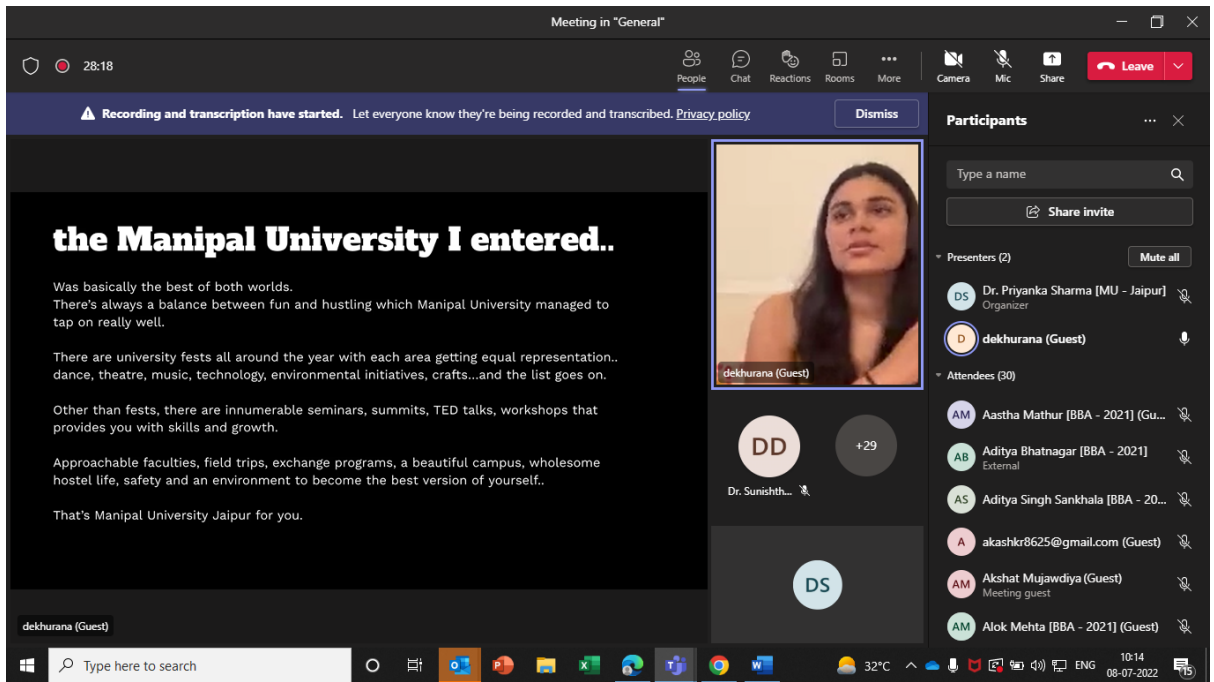 Meeting in "General"
28:18
People
Chat
Reactions
Rooms
More
Camera
Mic
Share
Leave
Recording and transcription have started. Let everyone know they're being recorded and transcribed. Privacy policy
Dismiss
the Manipal University I entered..
Was basically the best of both worlds.
There's always a balance between fun and hustling which Manipal University managed to
tap on really well.
There are university fests all around the year with each area getting equal representation..
dance, theatre, music, technology, environmental initiatives, crafts...and the list goes on.
Other than fests, there are innumerable seminars, summits, TED talks, workshops that
provides you with skills and growth.
Approachable faculties, field trips, exchange programs, a beautiful campus, wholesome
hostel life, safety and an environment to become the best version of yourself..
That's Manipal University Jaipur for you.
dekhurana (Guest)
dekhurana (Guest)
DD
+29
Dr. Sunishth...
DS
Participants
Type a name
Share invite
Presenters (2)
Mute all
DS
Dr. Priyanka Sharma [MU - Jaipur]
Organizer
D
dekhurana (Guest)
Attendees (30)
AM
Aastha Mathur [BBA - 2021] (Gu...
AB
Aditya Bhatnagar [BBA - 2021]
External
AS
Aditya Singh Sankhala [BBA - 20...
A
akashkr8625@gmail.com (Guest)
AM
Akshat Mujawdiya (Guest)
Meeting guest
AM
Alok Mehta [BBA - 2021] (Guest)
Type here to search
32°C
ENG
10:14
08-07-2022
15